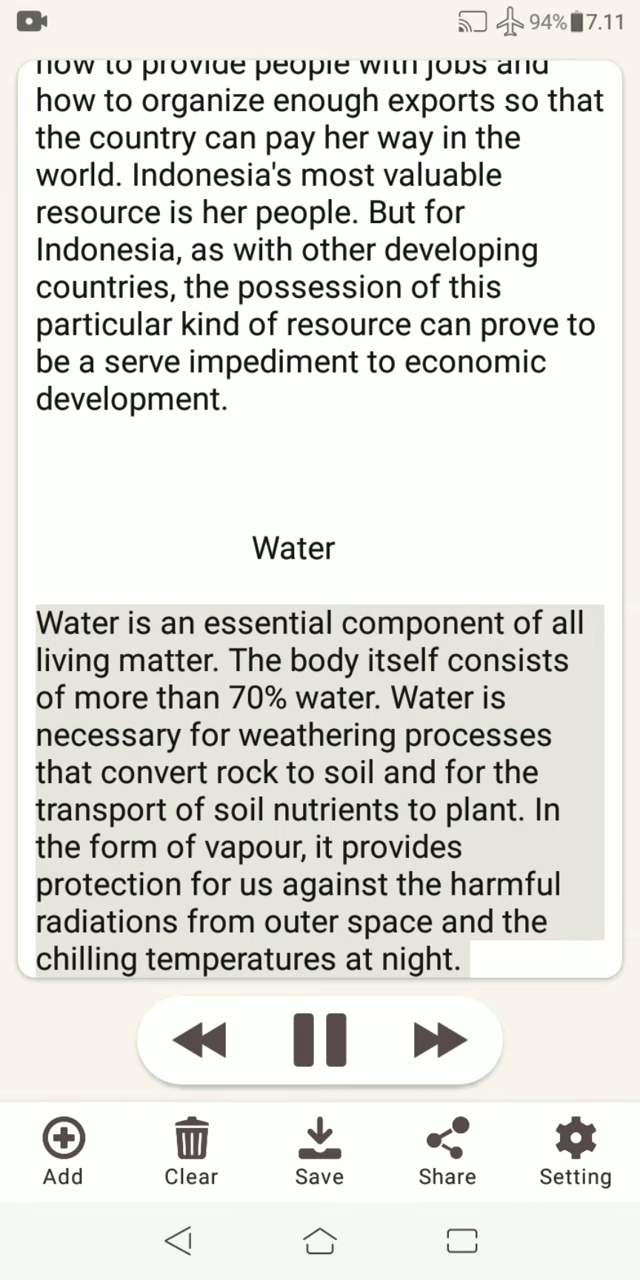 94% 7.11
how to provide people with jobs and
how to organize enough exports so that
the country can pay her way in the
world. Indonesia's most valuable
resource is her people. But for
Indonesia, as with other developing
countries, the possession of this
particular kind of resource can prove to
be a serve impediment to economic
development.
Water
Water is an essential component of all
living matter. The body itself consists
of more than 70% water. Water is
necessary for weathering processes
that convert rock to soil and for the
transport of soil nutrients to plant. In
the form of vapour, it provides
protection for us against the harmful
radiations from outer space and the
chilling temperatures at night.
Add Clear Save Share Setting